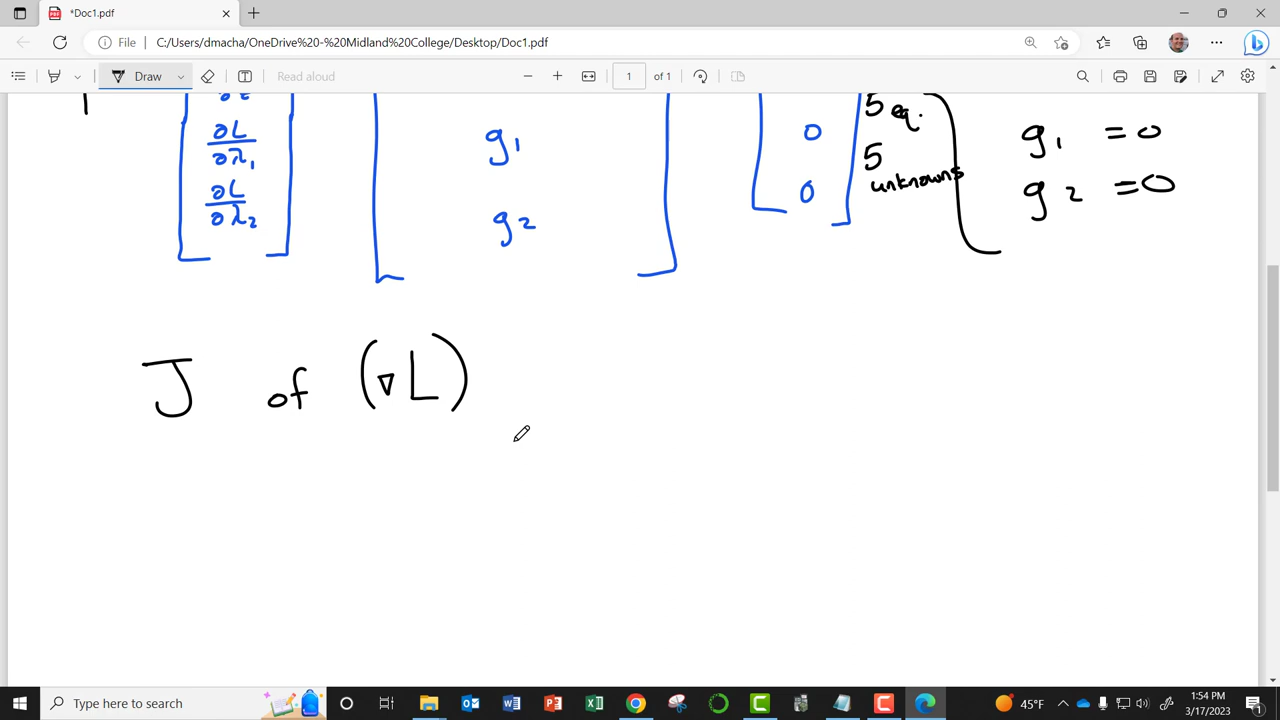 *Doc1.pdf
File C:/Users/dmacha/OneDrive%20-%20Midland%20College/Desktop/Doc1.pdf
Draw Read aloud 1 of 1
∂L/∂λ₁ g₁ 0 5 eq. g₁ = 0
5 unknowns
∂L/∂λ₂ g₂ 0 g₂ = 0
J of (∇L)
Type here to search 45°F 1:54 PM
3/17/2023